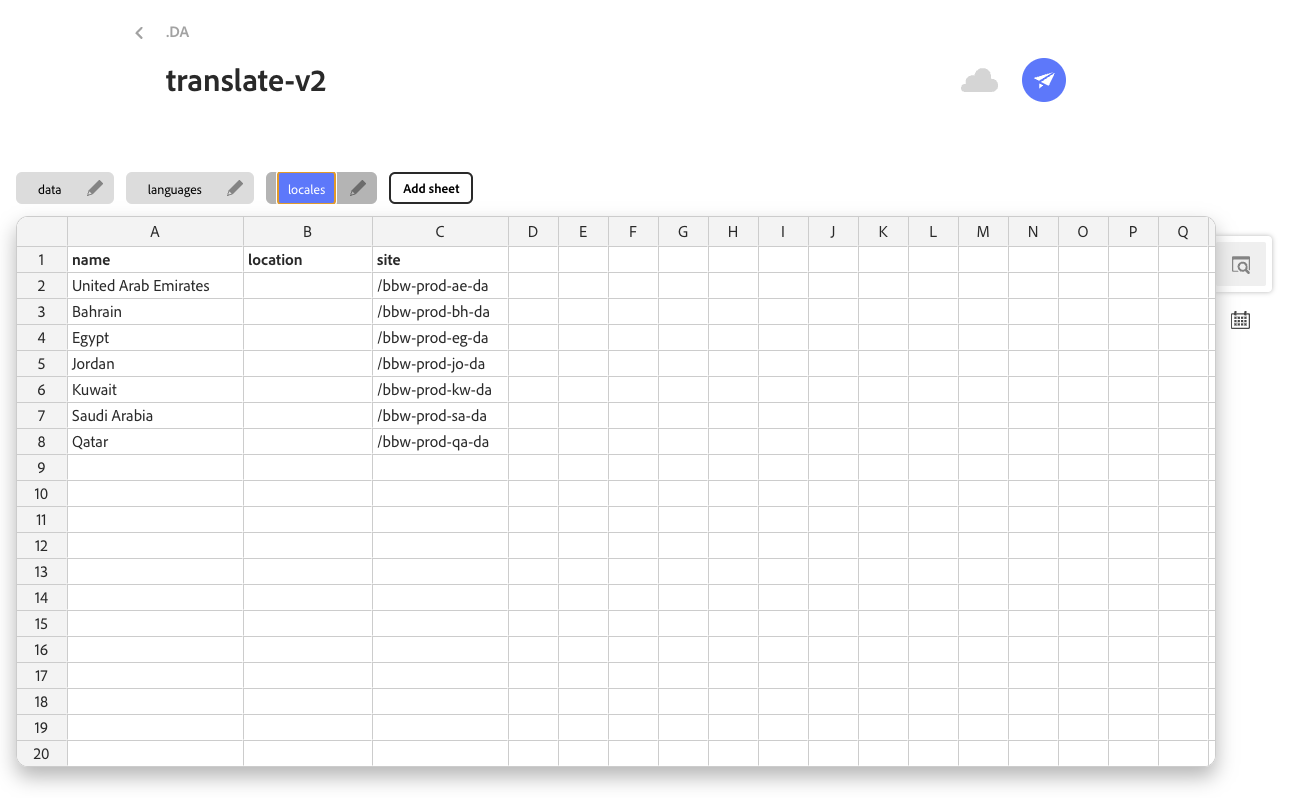 .DA
translate-v2
data languages locales Add sheet
A B C D E F G H I J K L M N O P Q
1 name location site
2 United Arab Emirates /bbw-prod-ae-da
3 Bahrain /bbw-prod-bh-da
4 Egypt /bbw-prod-eg-da
5 Jordan /bbw-prod-jo-da
6 Kuwait /bbw-prod-kw-da
7 Saudi Arabia /bbw-prod-sa-da
8 Qatar /bbw-prod-qa-da
9
10
11
12
13
14
15
16
17
18
19
20